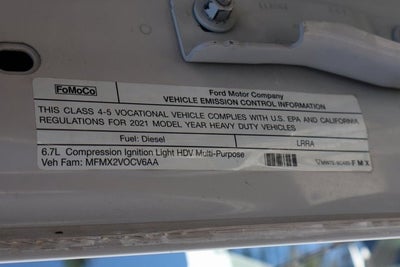 FoMoCo
Ford Motor Company
VEHICLE EMISSION CONTROL INFORMATION
THIS CLASS 4-5 VOCATIONAL VEHICLE COMPLIES WITH U.S. EPA AND CALIFORNIA
REGULATIONS FOR 2021 MODEL YEAR HEAVY DUTY VEHICLES
Fuel: Diesel LRRA
6.7L Compression Ignition Light HDV Multi-Purpose
Veh Fam: MFMX2VOCV6AA
FMX